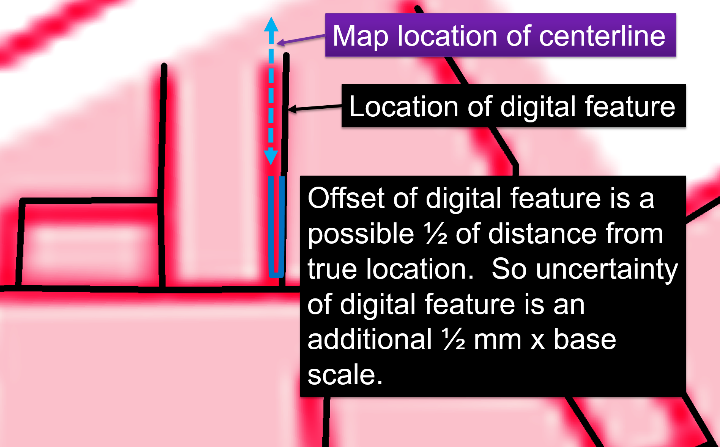 Map location of centerline
Location of digital feature
Offset of digital feature is a
possible ½ of distance from
true location.  So uncertainty
of digital feature is an
additional ½ mm x base
scale.